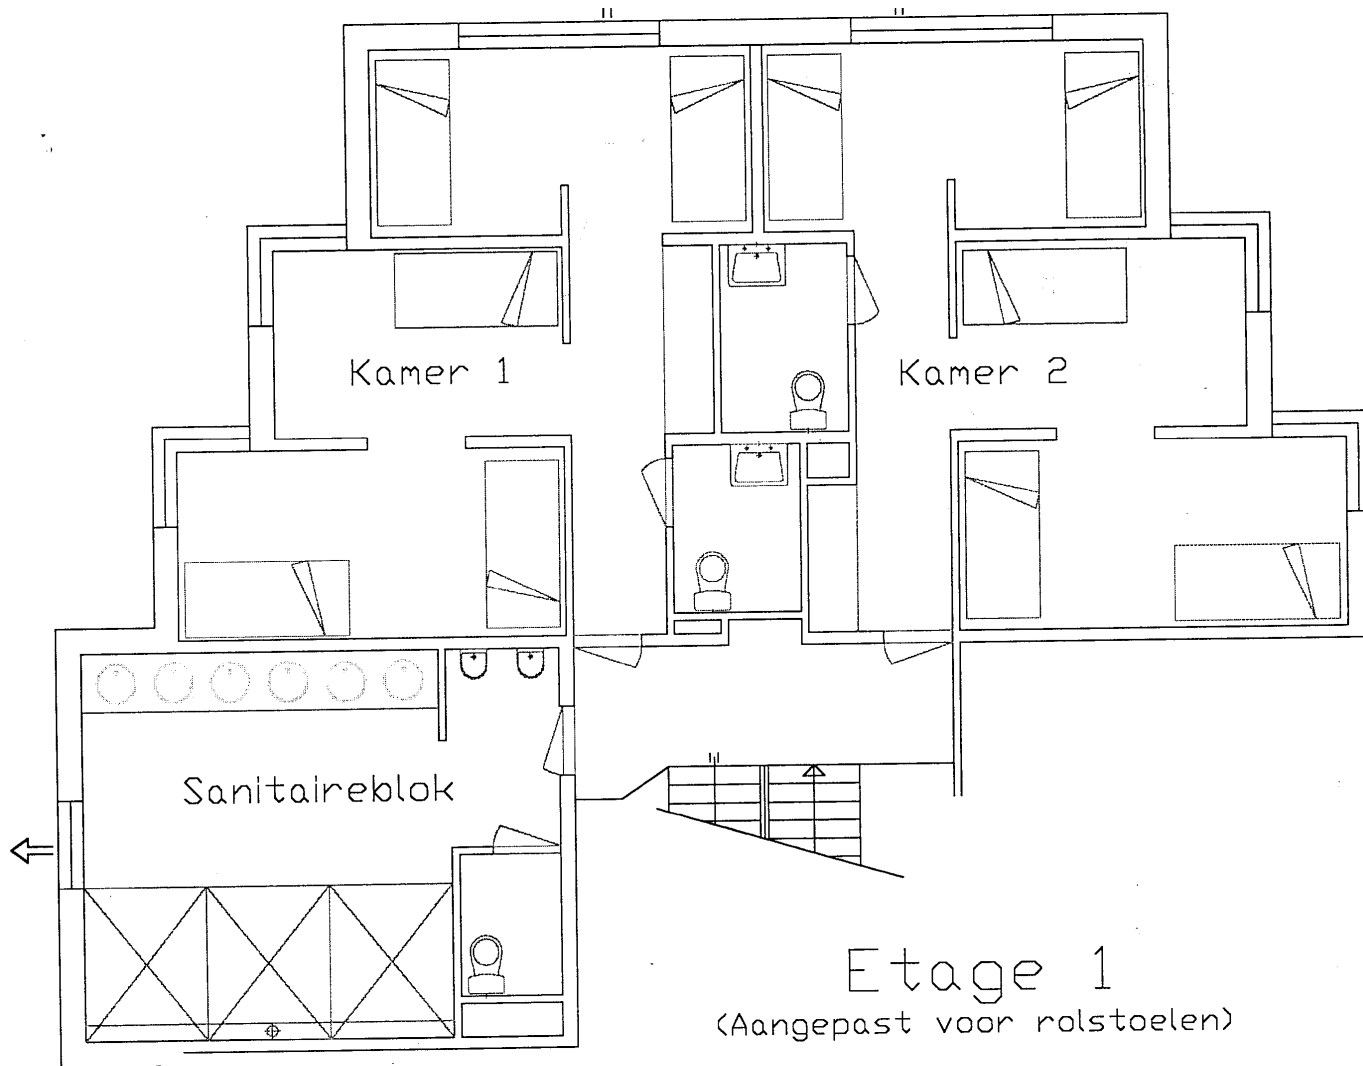 Kamer 1
Kamer 2
Sanitaireblok
Etage 1
(Aangepast voor rolstoelen)